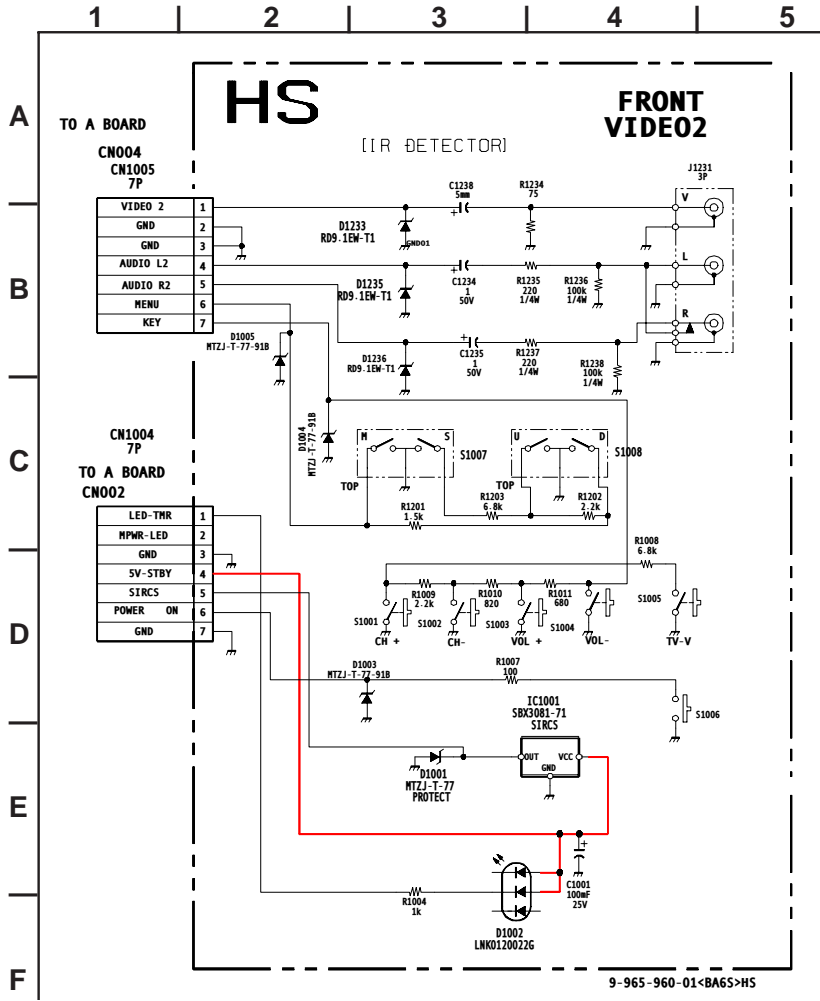 1 2 3 4 5
A
B
C
D
E
F
HS
FRONT
VIDEO2
[IR DETECTOR]
TO A BOARD
CN004
CN1005
7P
VIDEO 2 1
GND 2
GND 3
AUDIO L2 4
AUDIO R2 5
MENU 6
KEY 7
C1238
5mm
+
R1234
75
J1231
3P
V
L
R
D1233
RD9.1EW-T1
GND01
D1235
RD9.1EW-T1
+
C1234
1
50V
R1235
220
1/4W
R1236
100k
1/4W
D1005
MTZJ-T-77-91B
D1236
RD9.1EW-T1
+
C1235
1
50V
R1237
220
1/4W
R1238
100k
1/4W
D1004
MTZJ-T-77-91B
M S
S1007
TOP
U D
S1008
TOP
R1201
1.5k
R1203
6.8k
R1202
2.2k
CN1004
7P
TO A BOARD
CN002
LED-TMR 1
MPWR-LED 2
GND 3
5V-STBY 4
SIRCS 5
POWER ON 6
GND 7
R1008
6.8k
R1009
2.2k
R1010
820
R1011
680
S1001
CH +
S1002
CH-
S1003
VOL +
S1004
VOL-
S1005
TV-V
D1003
MTZJ-T-77-91B
R1007
100
S1006
IC1001
SBX3081-71
SIRCS
OUT VCC
GND
D1001
MTZJ-T-77
PROTECT
+
C1001
100mF
25V
R1004
1k
D1002
LNK0120022G
9-965-960-01<BA6S>HS